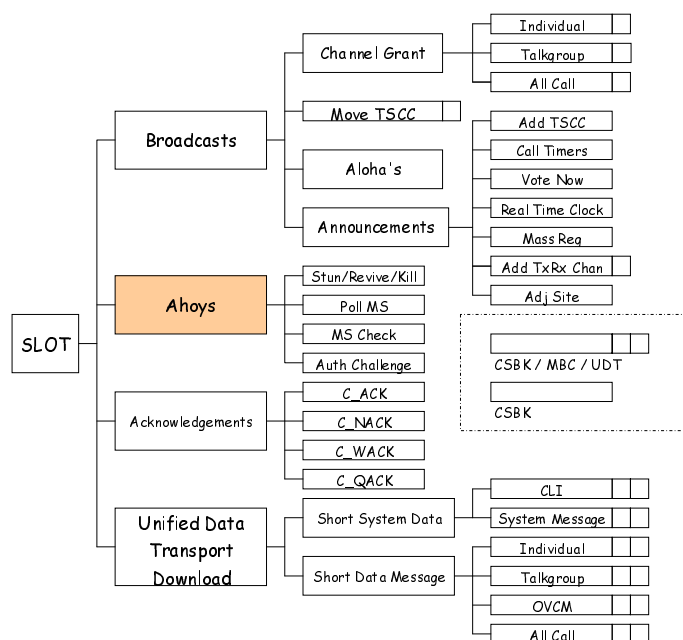 SLOT
Broadcasts
Channel Grant
Individual
Talkgroup
All Call
Move TSCC
Aloha's
Announcements
Add TSCC
Call Timers
Vote Now
Real Time Clock
Mass Reg
Add TxRx Chan
Adj Site
Ahoys
Stun/Revive/Kill
Poll MS
MS Check
Auth Challenge
Acknowledgements
C_ACK
C_NACK
C_WACK
C_QACK
Unified Data
Transport
Download
Short System Data
CLI
System Message
Short Data Message
Individual
Talkgroup
OVCM
All Call
CSBK / MBC / UDT
CSBK